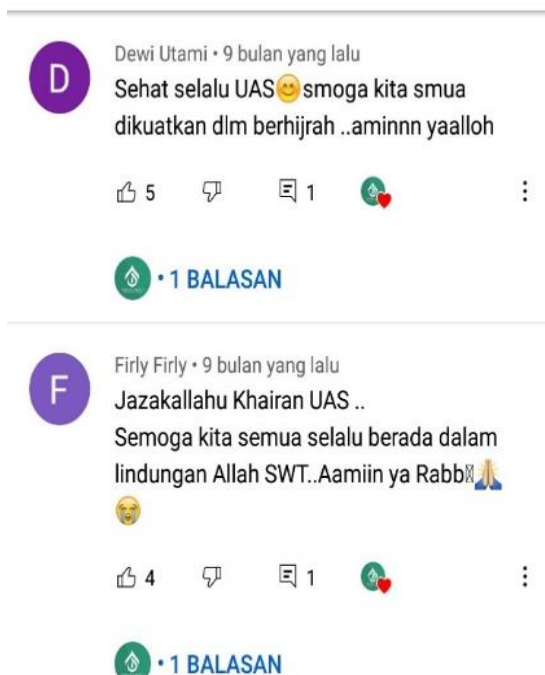 D
Dewi Utami • 9 bulan yang lalu
Sehat selalu UAS😊smoga kita smua
dikuatkan dlm berhijrah ..aminnn yaalloh
5 1
• 1 BALASAN
F
Firly Firly • 9 bulan yang lalu
Jazakallahu Khairan UAS ..
Semoga kita semua selalu berada dalam
lindungan Allah SWT..Aamiin ya Rabb🙏🏻
😭
4 1
• 1 BALASAN